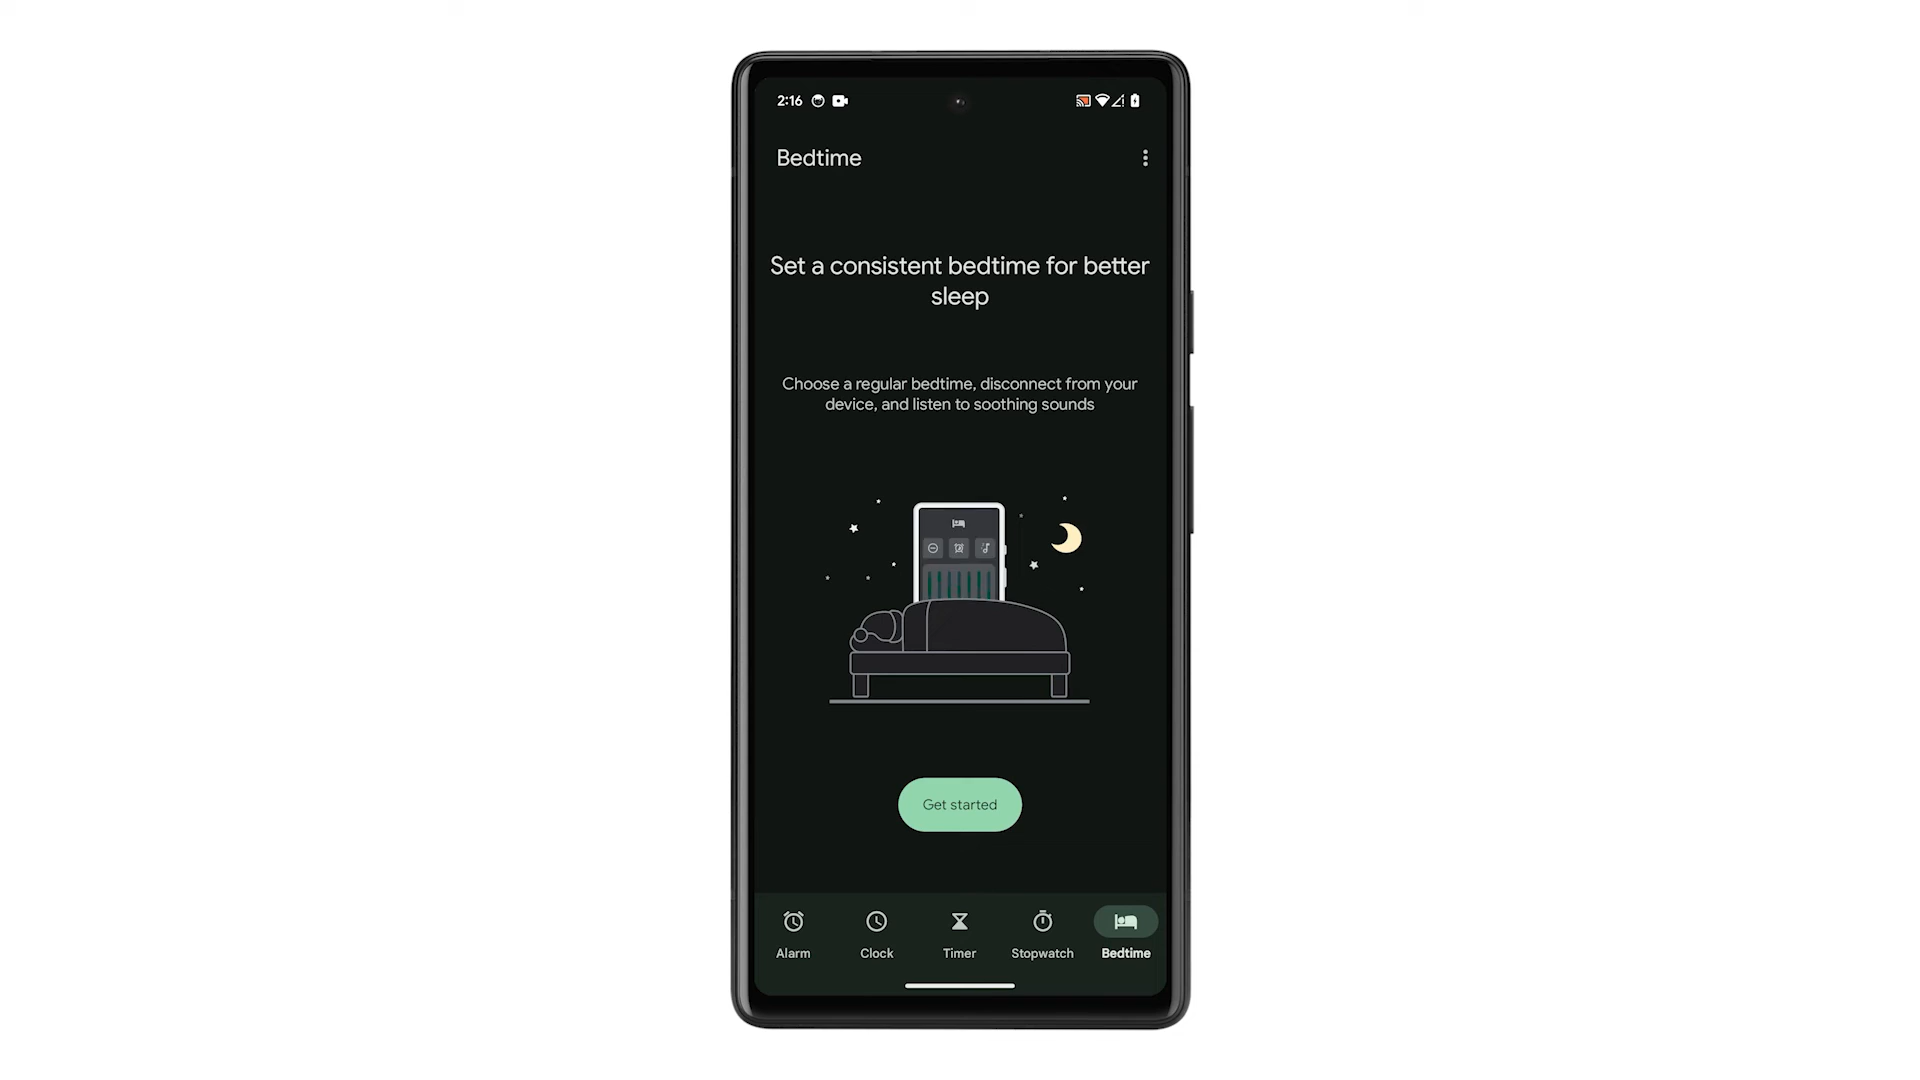 2:16
Bedtime
Set a consistent bedtime for better
sleep
Choose a regular bedtime, disconnect from your
device, and listen to soothing sounds
Get started
Alarm
Clock
Timer
Stopwatch
Bedtime